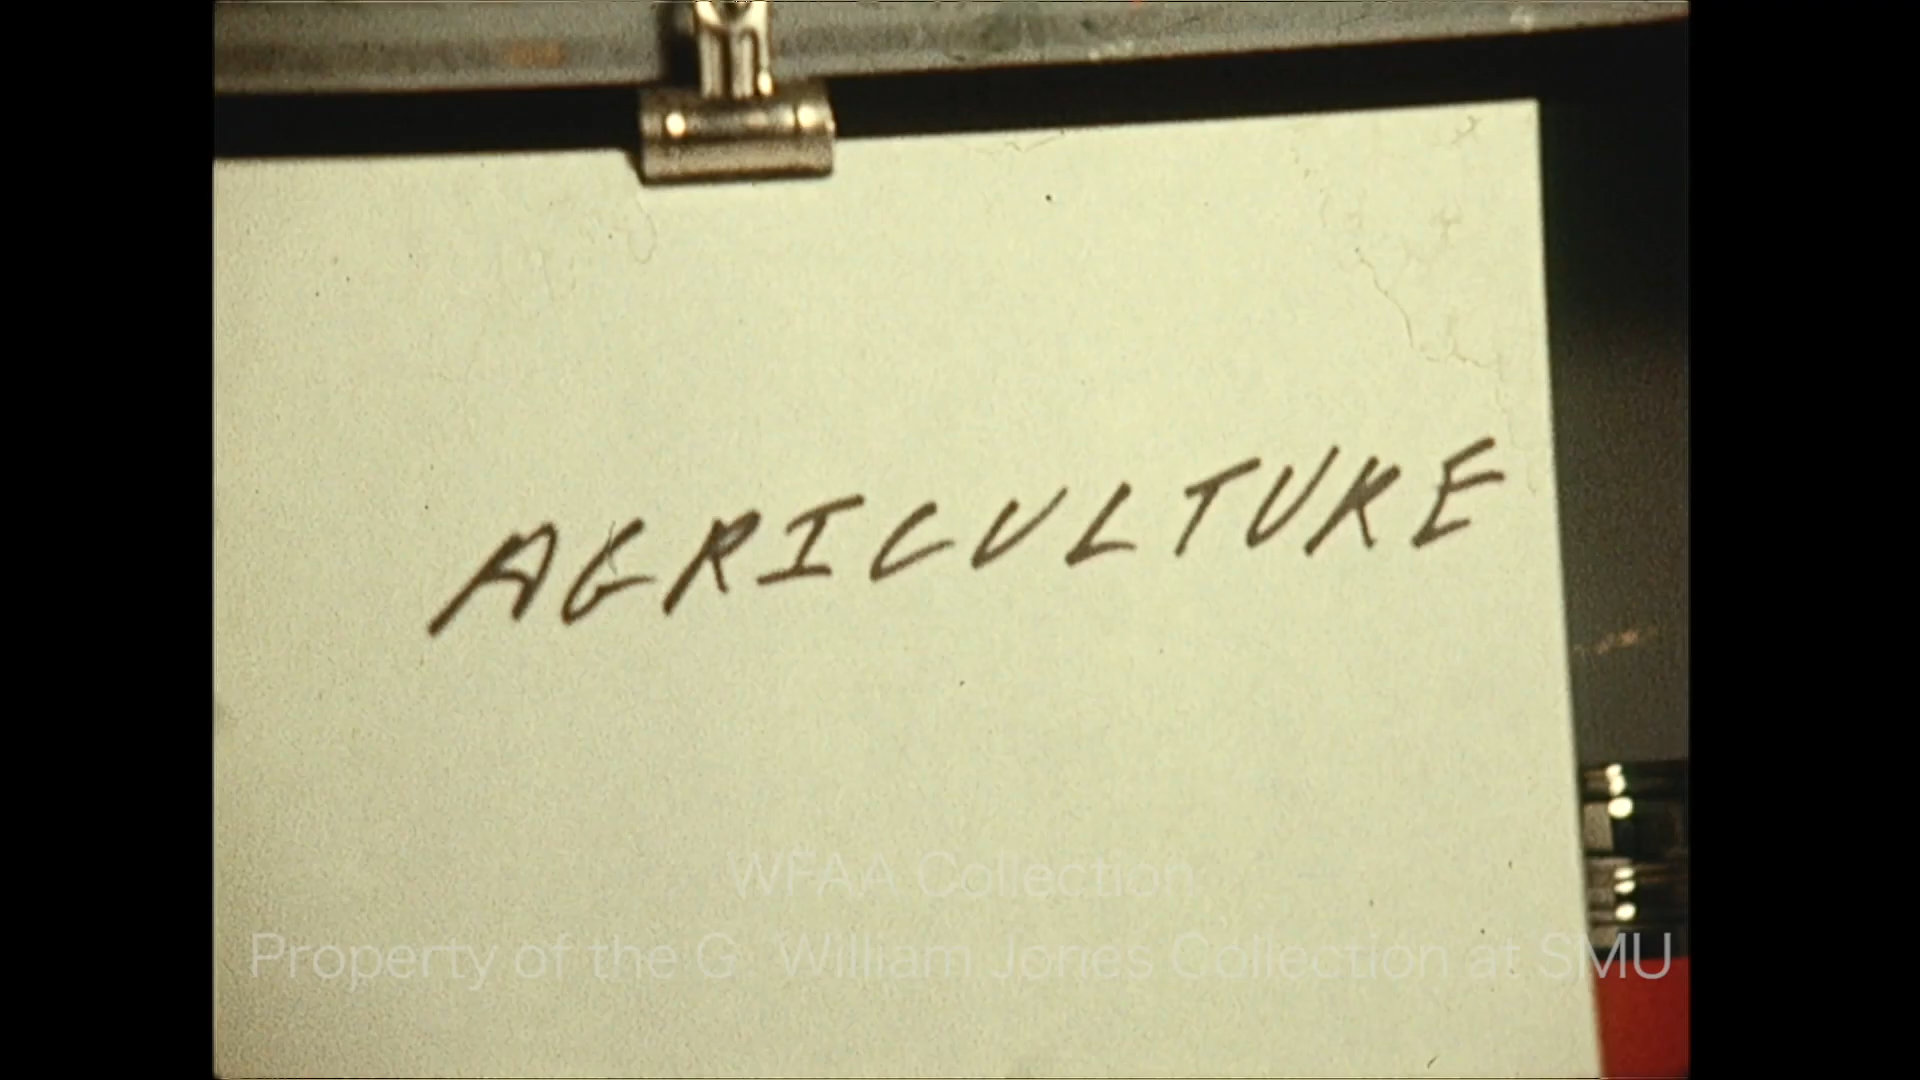 AGRICULTURE
WFAA Collection
Property of the G. William Jones Collection at SMU